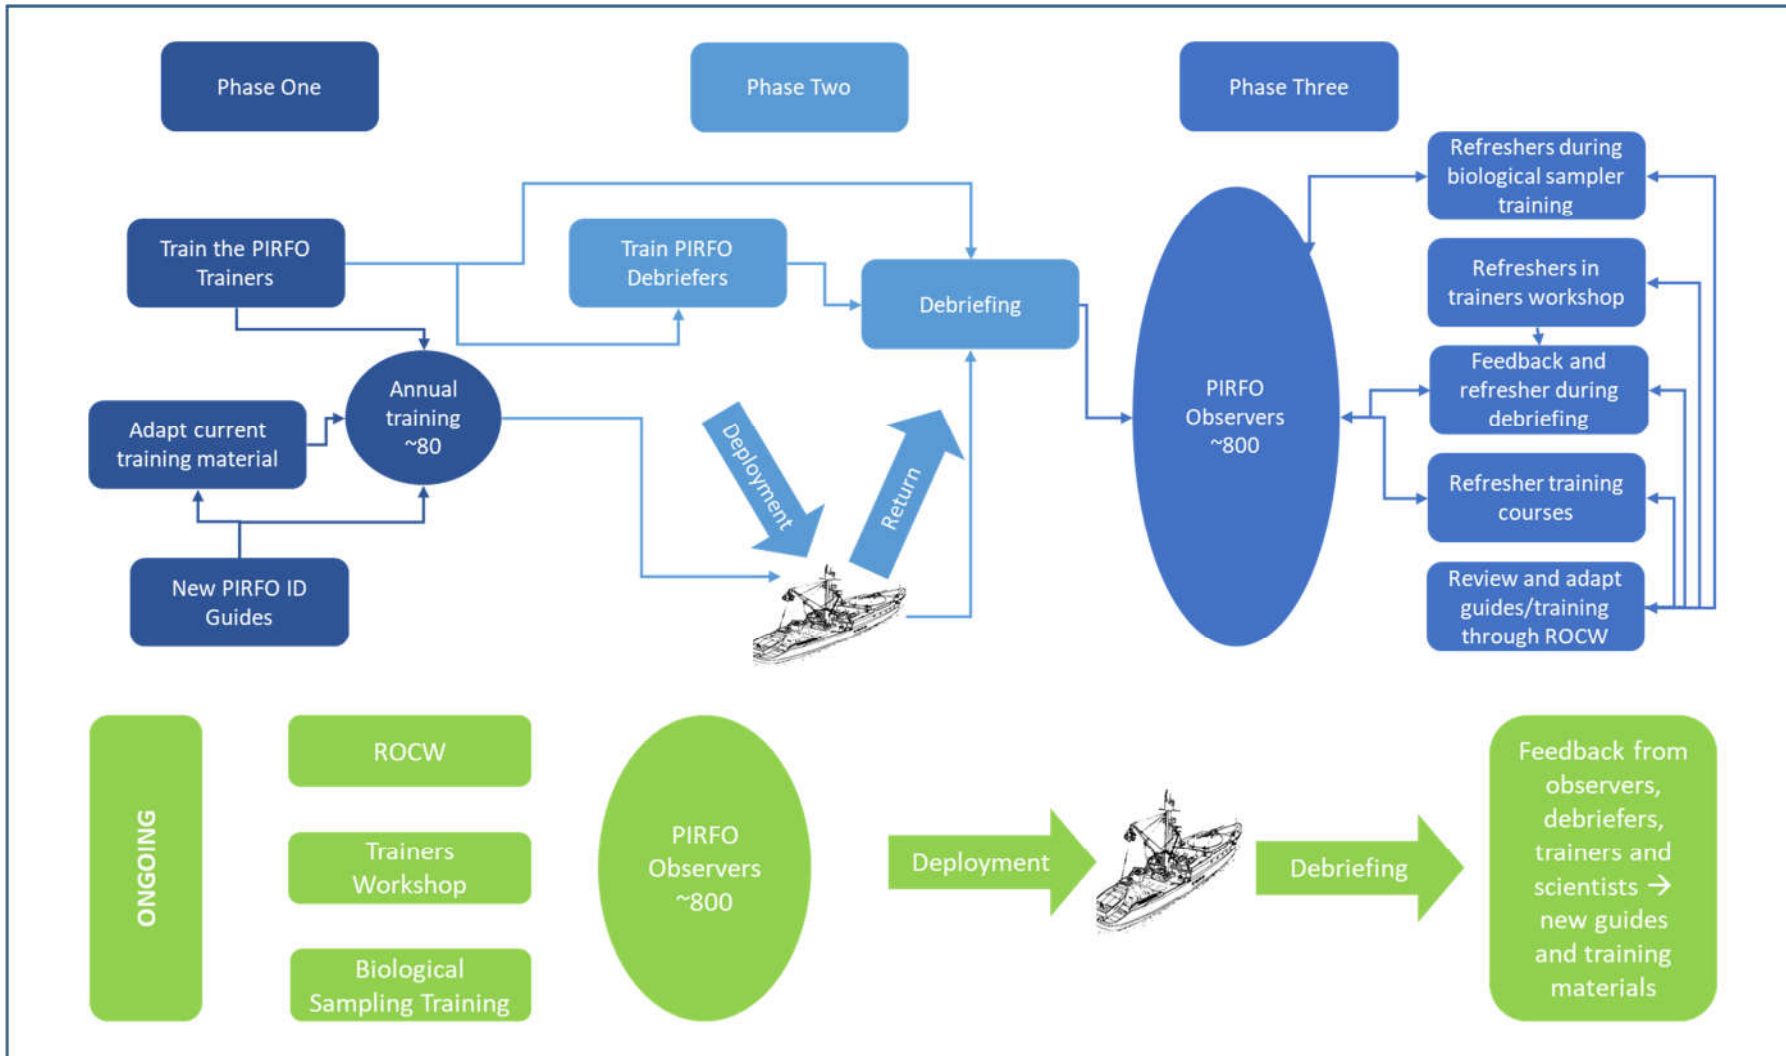 Phase One
Phase Two
Phase Three
Train the PIRFO
Trainers
Adapt current
training material
New PIRFO ID
Guides
Annual
training
~80
Train PIRFO
Debriefers
Debriefing
Deployment
Return
PIRFO
Observers
~800
Refreshers during
biological sampler
training
Refreshers in
trainers workshop
Feedback and
refresher during
debriefing
Refresher training
courses
Review and adapt
guides/training
through ROCW
ONGOING
ROCW
Trainers
Workshop
Biological
Sampling Training
PIRFO
Observers
~800
Deployment
Debriefing
Feedback from
observers,
debriefers,
trainers and
scientists →
new guides
and training
materials